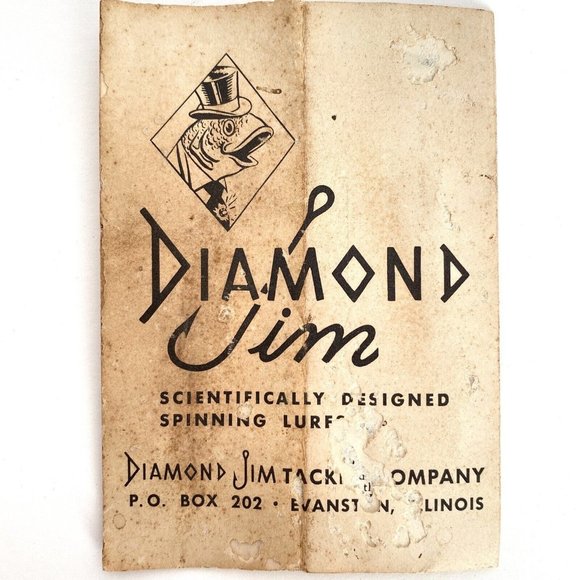 DIAMOND
Jim
SCIENTIFICALLY DESIGNED
SPINNING LURES
DIAMOND JIM TACKLE COMPANY
P.O. BOX 202 • EVANSTON, ILLINOIS